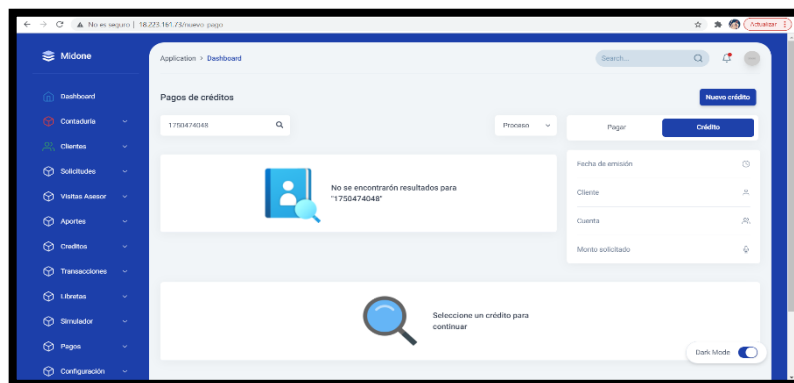 No es seguro | 18.223.161.73/nuevo-pago
Actualizar
Midone
Application > Dashboard
Search...
Dashboard
Contaduria
Clientes
Solicitudes
Visitas Asesor
Aportes
Creditos
Transacciones
Libretas
Simulador
Pagos
Configuración
Pagos de créditos
Nuevo crédito
1750474048
Proceso
Pagar
Crédito
No se encontrarón resultados para
"1750474048"
Fecha de emisión
Cliente
Cuenta
Monto solicitado
Seleccione un crédito para
continuar
Dark Mode